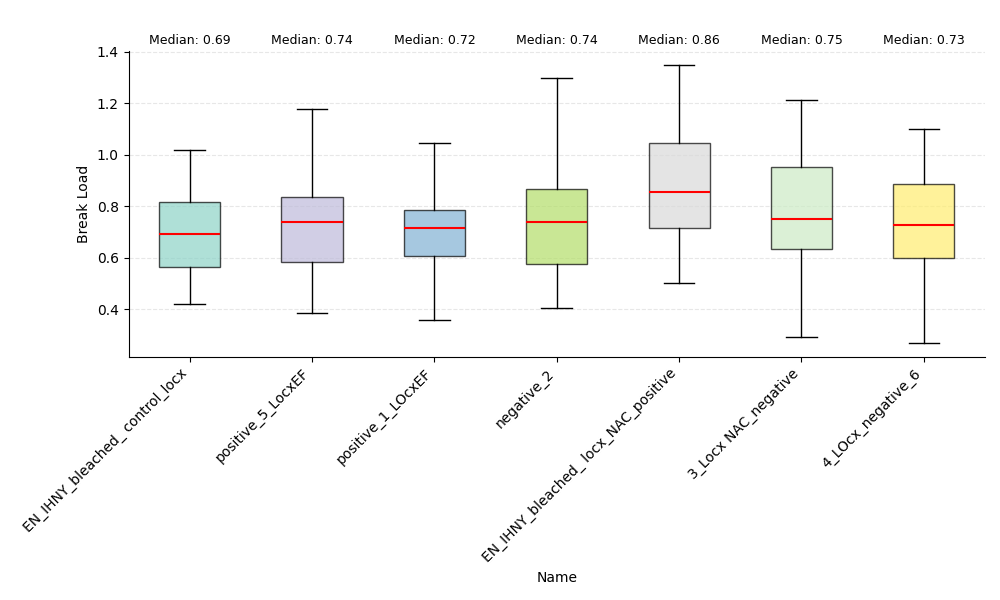 Median: 0.69 Median: 0.74 Median: 0.72 Median: 0.74 Median: 0.86 Median: 0.75 Median: 0.73
1.4
1.2
1.0
0.8
0.6
0.4
Break Load
EN_IHNY_bleached_ control_locx
positive_5_LocxEF
positive_1_LOcxEF
negative_2
EN_IHNY_bleached_ locx_NAC_positive
3_Locx NAC_negative
4_LOcx_negative_6
Name